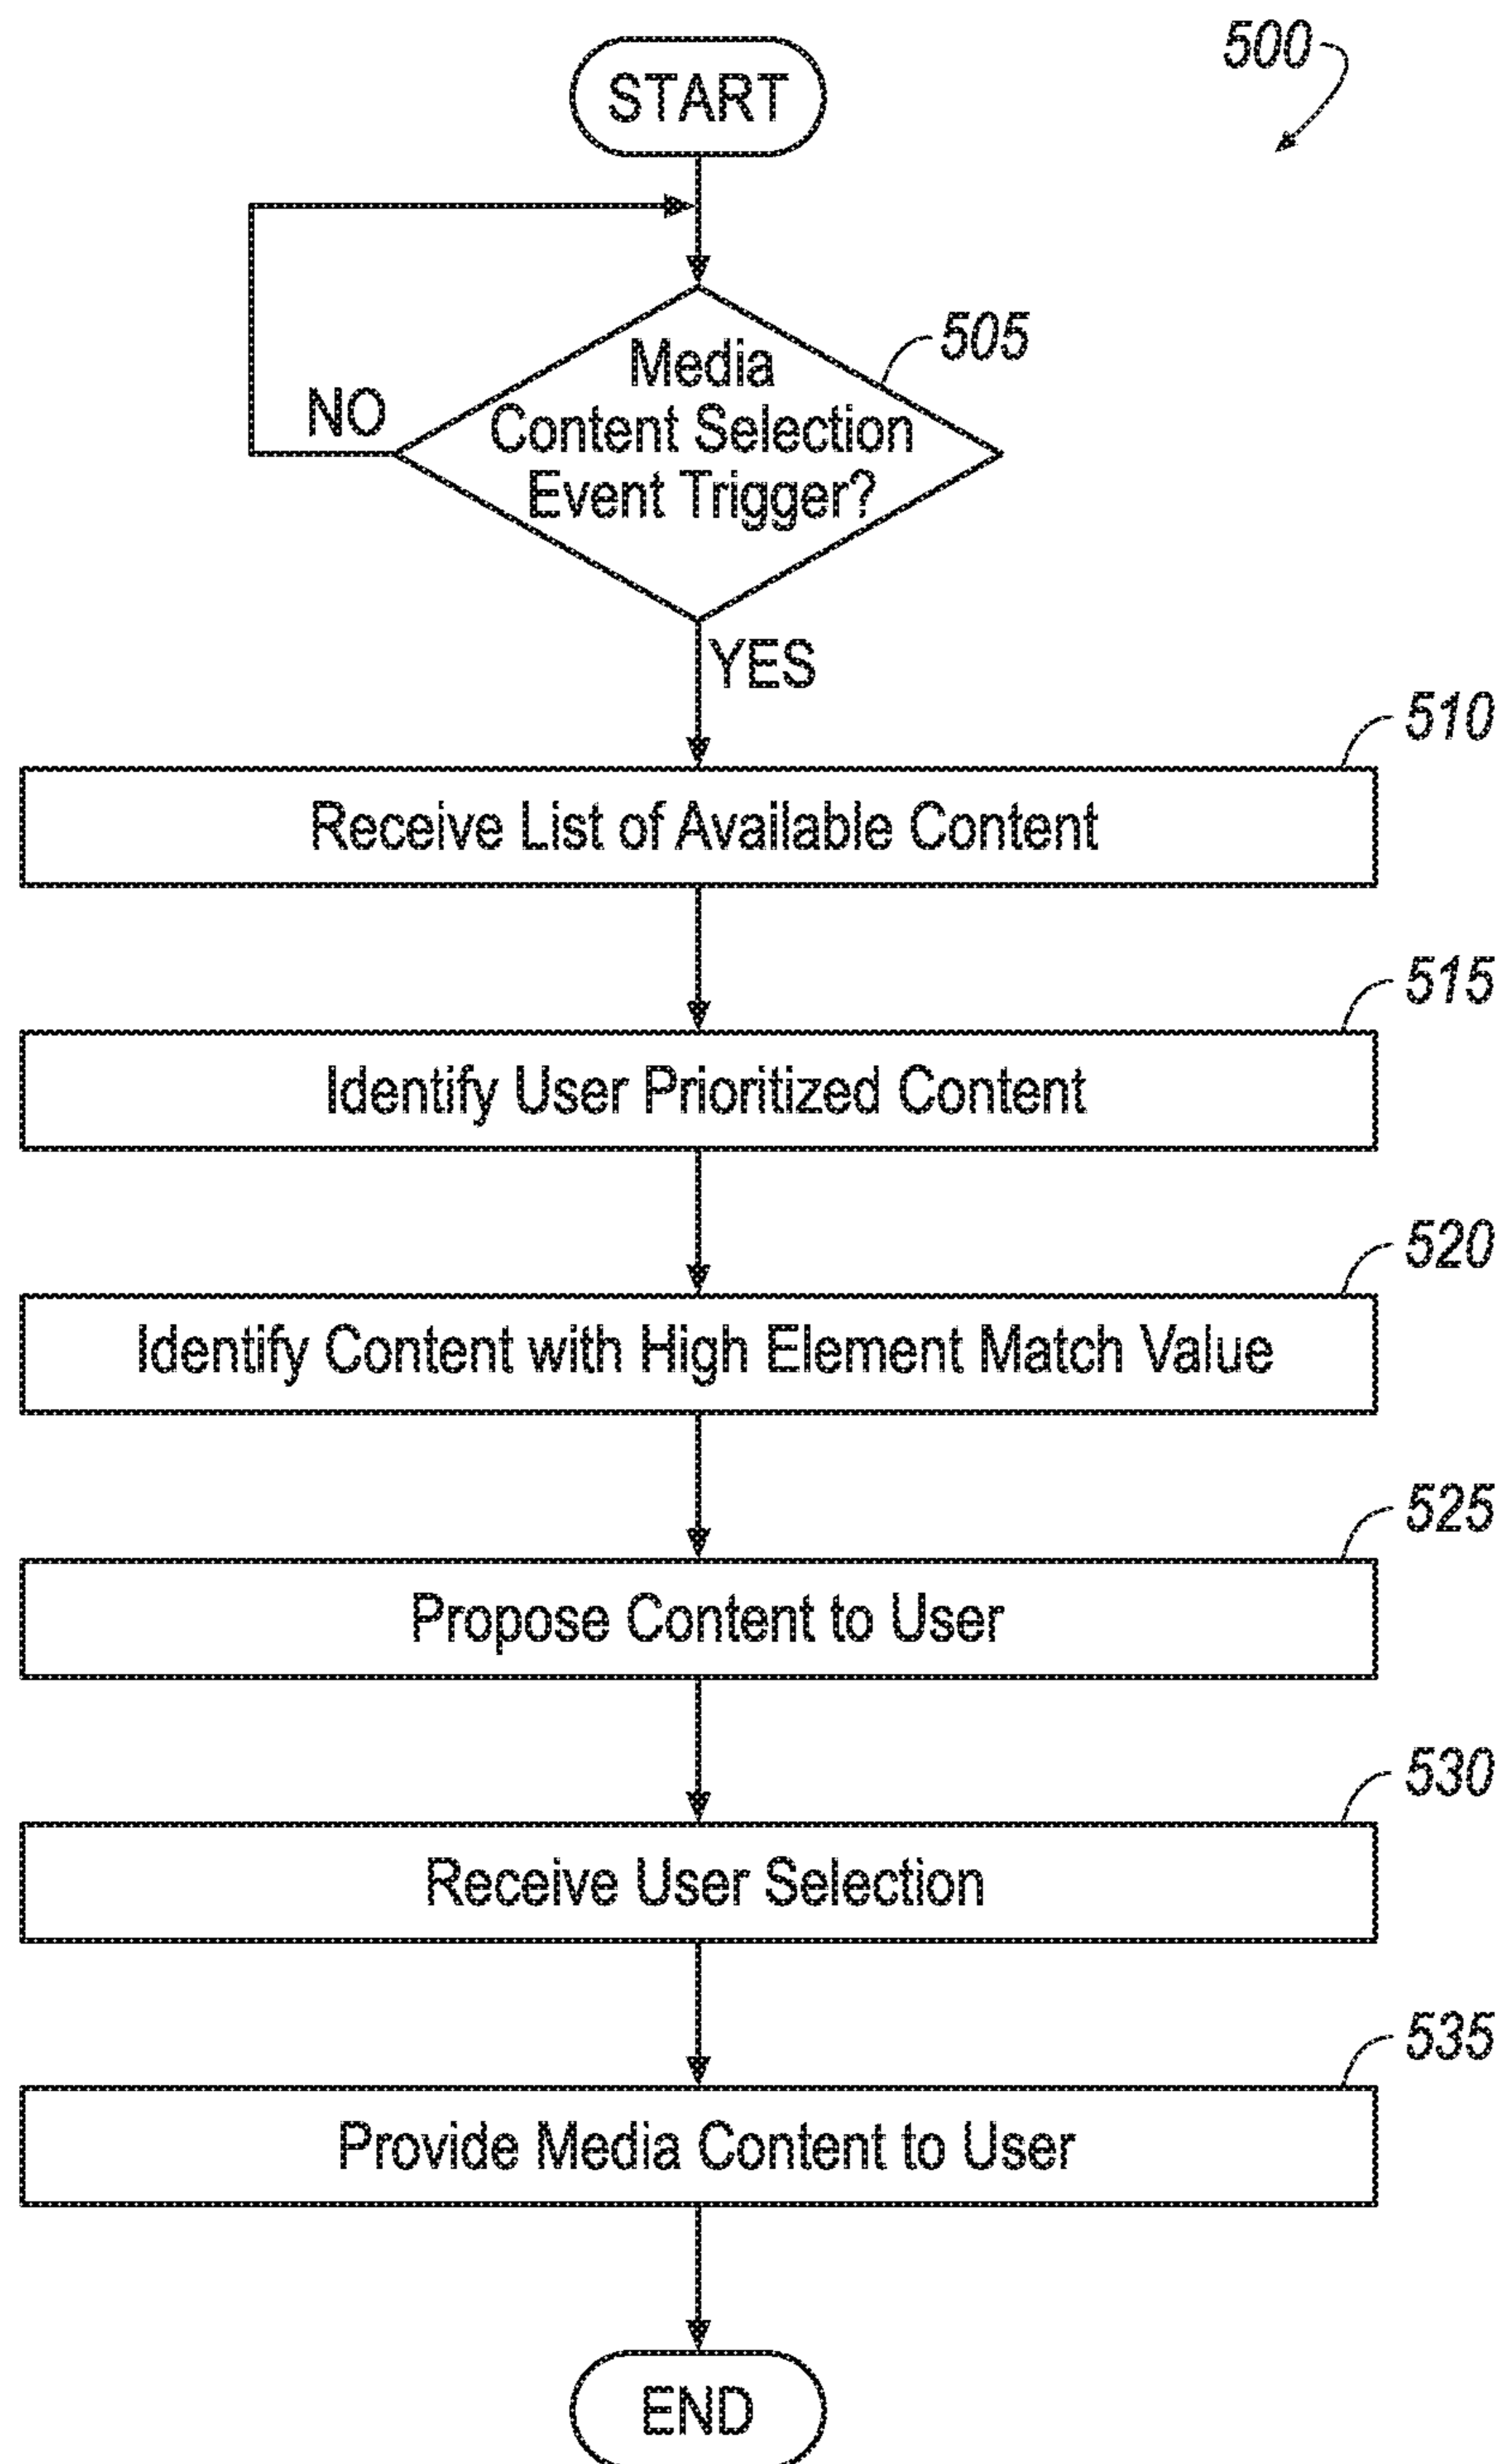 500
START
Media
Content Selection
Event Trigger?
505
NO
YES
510
Receive List of Available Content
515
Identify User Prioritized Content
520
Identify Content with High Element Match Value
525
Propose Content to User
530
Receive User Selection
535
Provide Media Content to User
END